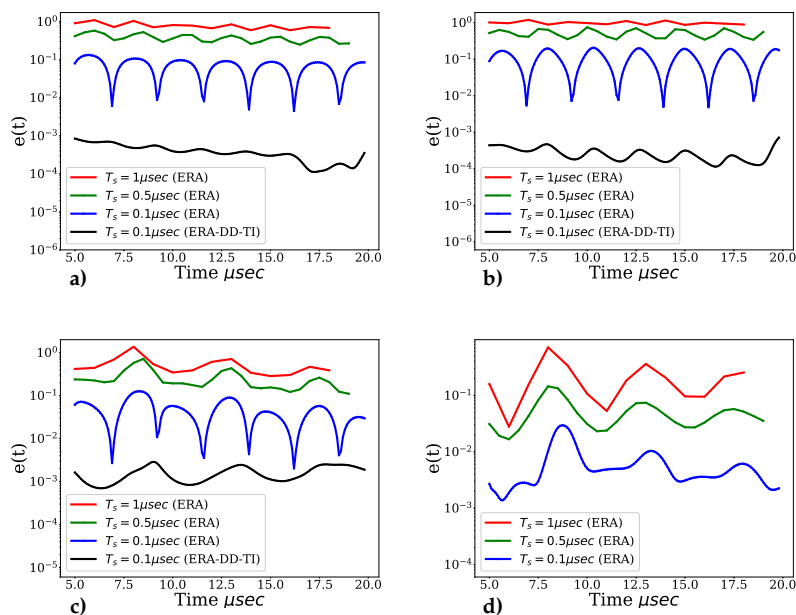 10⁰
10⁻¹
10⁻²
10⁻³
10⁻⁴
10⁻⁵
10⁻⁶
e(t)
T_s = 1μsec (ERA)
T_s = 0.5μsec (ERA)
T_s = 0.1μsec (ERA)
T_s = 0.1μsec (ERA-DD-TI)
5.0 7.5 10.0 12.5 15.0 17.5 20.0
a) Time μsec
10⁰
10⁻¹
10⁻²
10⁻³
10⁻⁴
10⁻⁵
10⁻⁶
e(t)
T_s = 1μsec (ERA)
T_s = 0.5μsec (ERA)
T_s = 0.1μsec (ERA)
T_s = 0.1μsec (ERA-DD-TI)
5.0 7.5 10.0 12.5 15.0 17.5 20.0
b) Time μsec
10⁰
10⁻¹
10⁻²
10⁻³
10⁻⁴
10⁻⁵
e(t)
T_s = 1μsec (ERA)
T_s = 0.5μsec (ERA)
T_s = 0.1μsec (ERA)
T_s = 0.1μsec (ERA-DD-TI)
5.0 7.5 10.0 12.5 15.0 17.5 20.0
c) Time μsec
10⁻¹
10⁻²
10⁻³
10⁻⁴
e(t)
T_s = 1μsec (ERA)
T_s = 0.5μsec (ERA)
T_s = 0.1μsec (ERA)
5.0 7.5 10.0 12.5 15.0 17.5 20.0
d) Time μsec